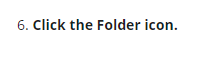 6. Click the Folder icon.